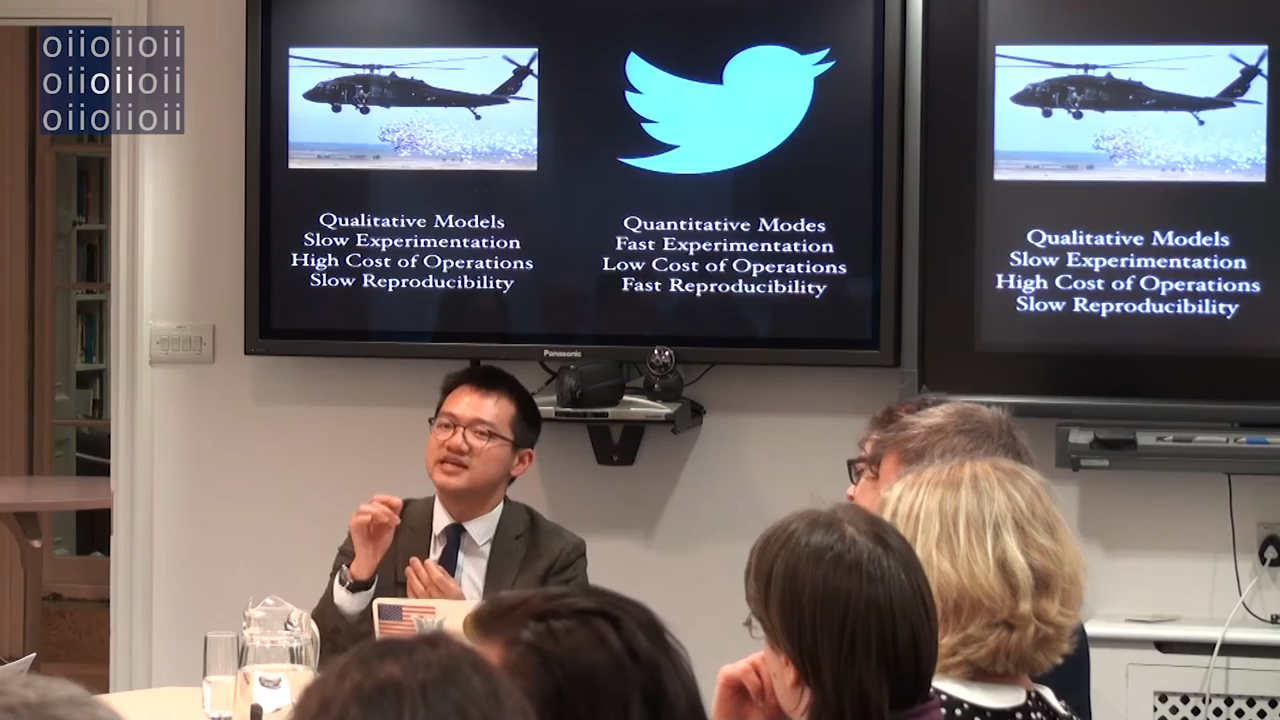 oiioiioii
oiioiioii
oiioiioii
Qualitative Models
Slow Experimentation
High Cost of Operations
Slow Reproducibility
Quantitative Modes
Fast Experimentation
Low Cost of Operations
Fast Reproducibility
Qualitative Models
Slow Experimentation
High Cost of Operations
Slow Reproducibility
Panasonic